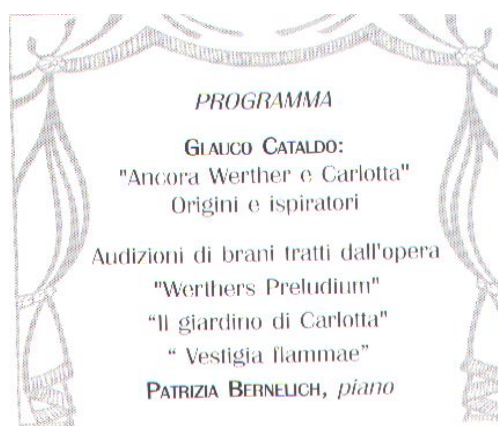 PROGRAMMA
GLAUCO CATALDO:
"Ancora Werther e Carlotta"
Origini e ispiratori
Audizioni di brani tratti dall'opera
"Werthers Preludium"
"Il giardino di Carlotta"
" Vestigia flammae"
PATRIZIA BERNELICH, piano